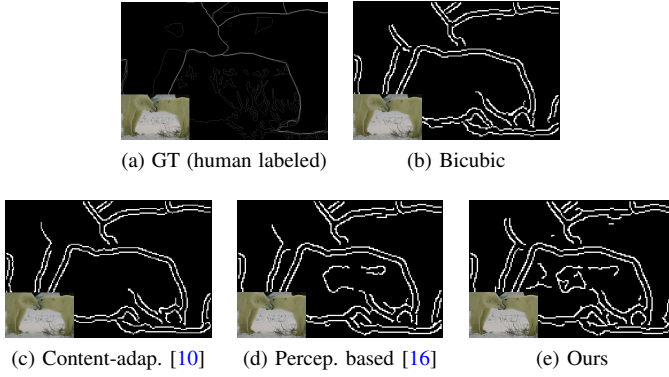 (a) GT (human labeled)
(b) Bicubic
(c) Content-adap. [10]
(d) Percep. based [16]
(e) Ours